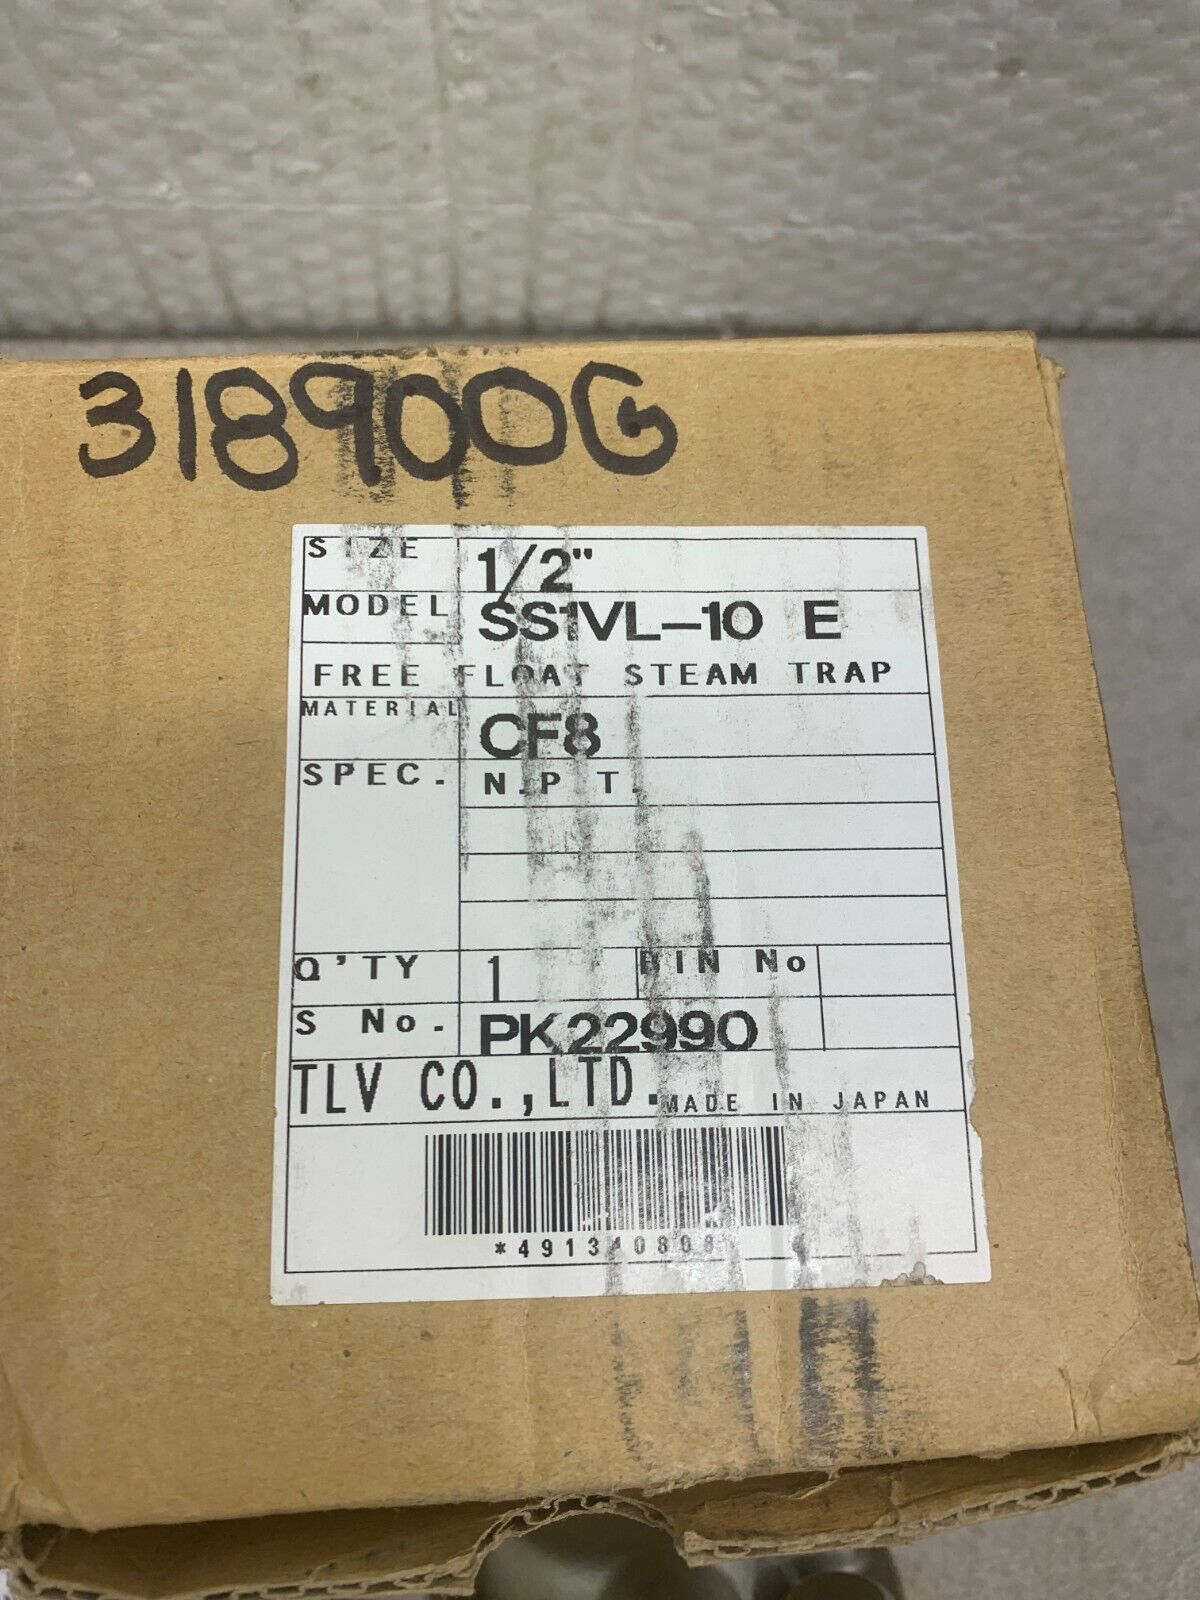 318900G
SIZE 1/2"
MODEL SS1VL-10 E
FREE FLOAT STEAM TRAP
MATERIAL CF8
SPEC. N.P.T.
Q'TY 1 BIN No
S No. PK22990
TLV CO.,LTD. MADE IN JAPAN